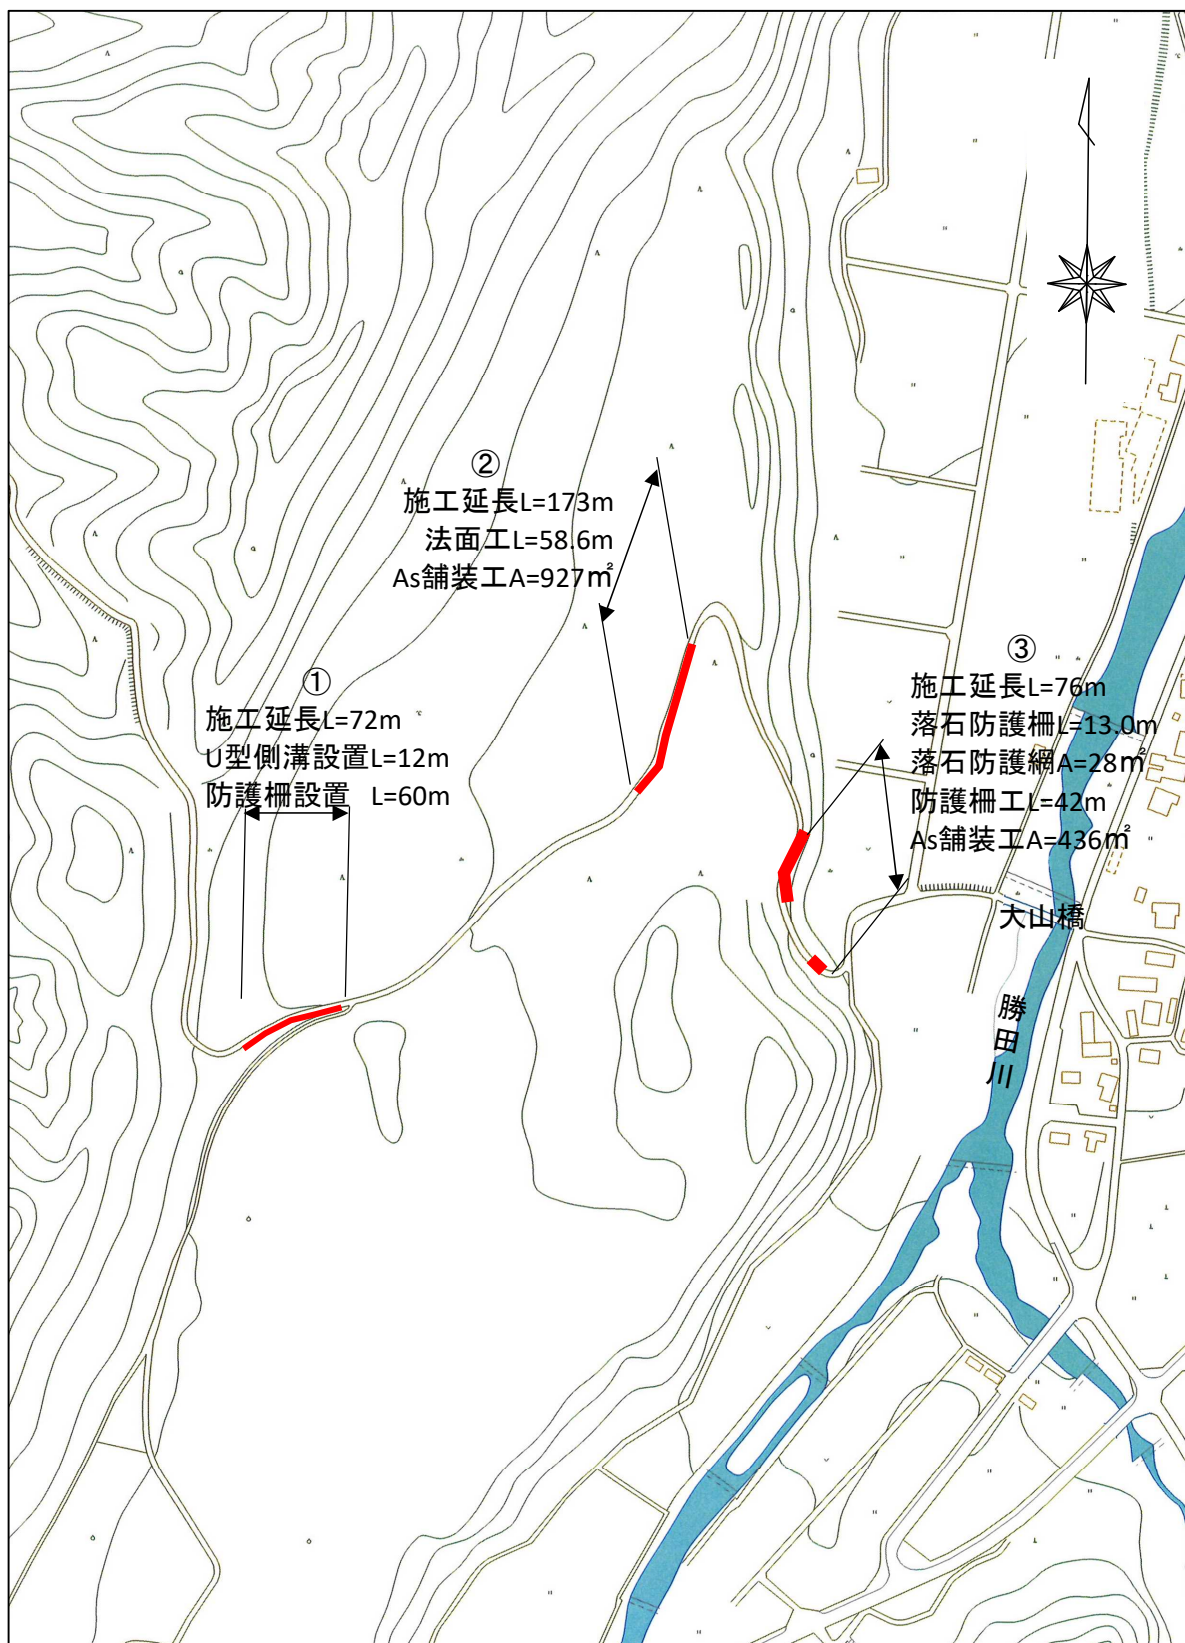 ②
施工延長L=173m
法面工L=58.6m
As舗装工A=927㎡
①
施工延長L=72m
U型側溝設置L=12m
防護柵設置　L=60m
③
施工延長L=76m
落石防護柵L=13.0m
落石防護網A=28㎡
防護柵工L=42m
As舗装工A=436㎡
大山橋
勝田川